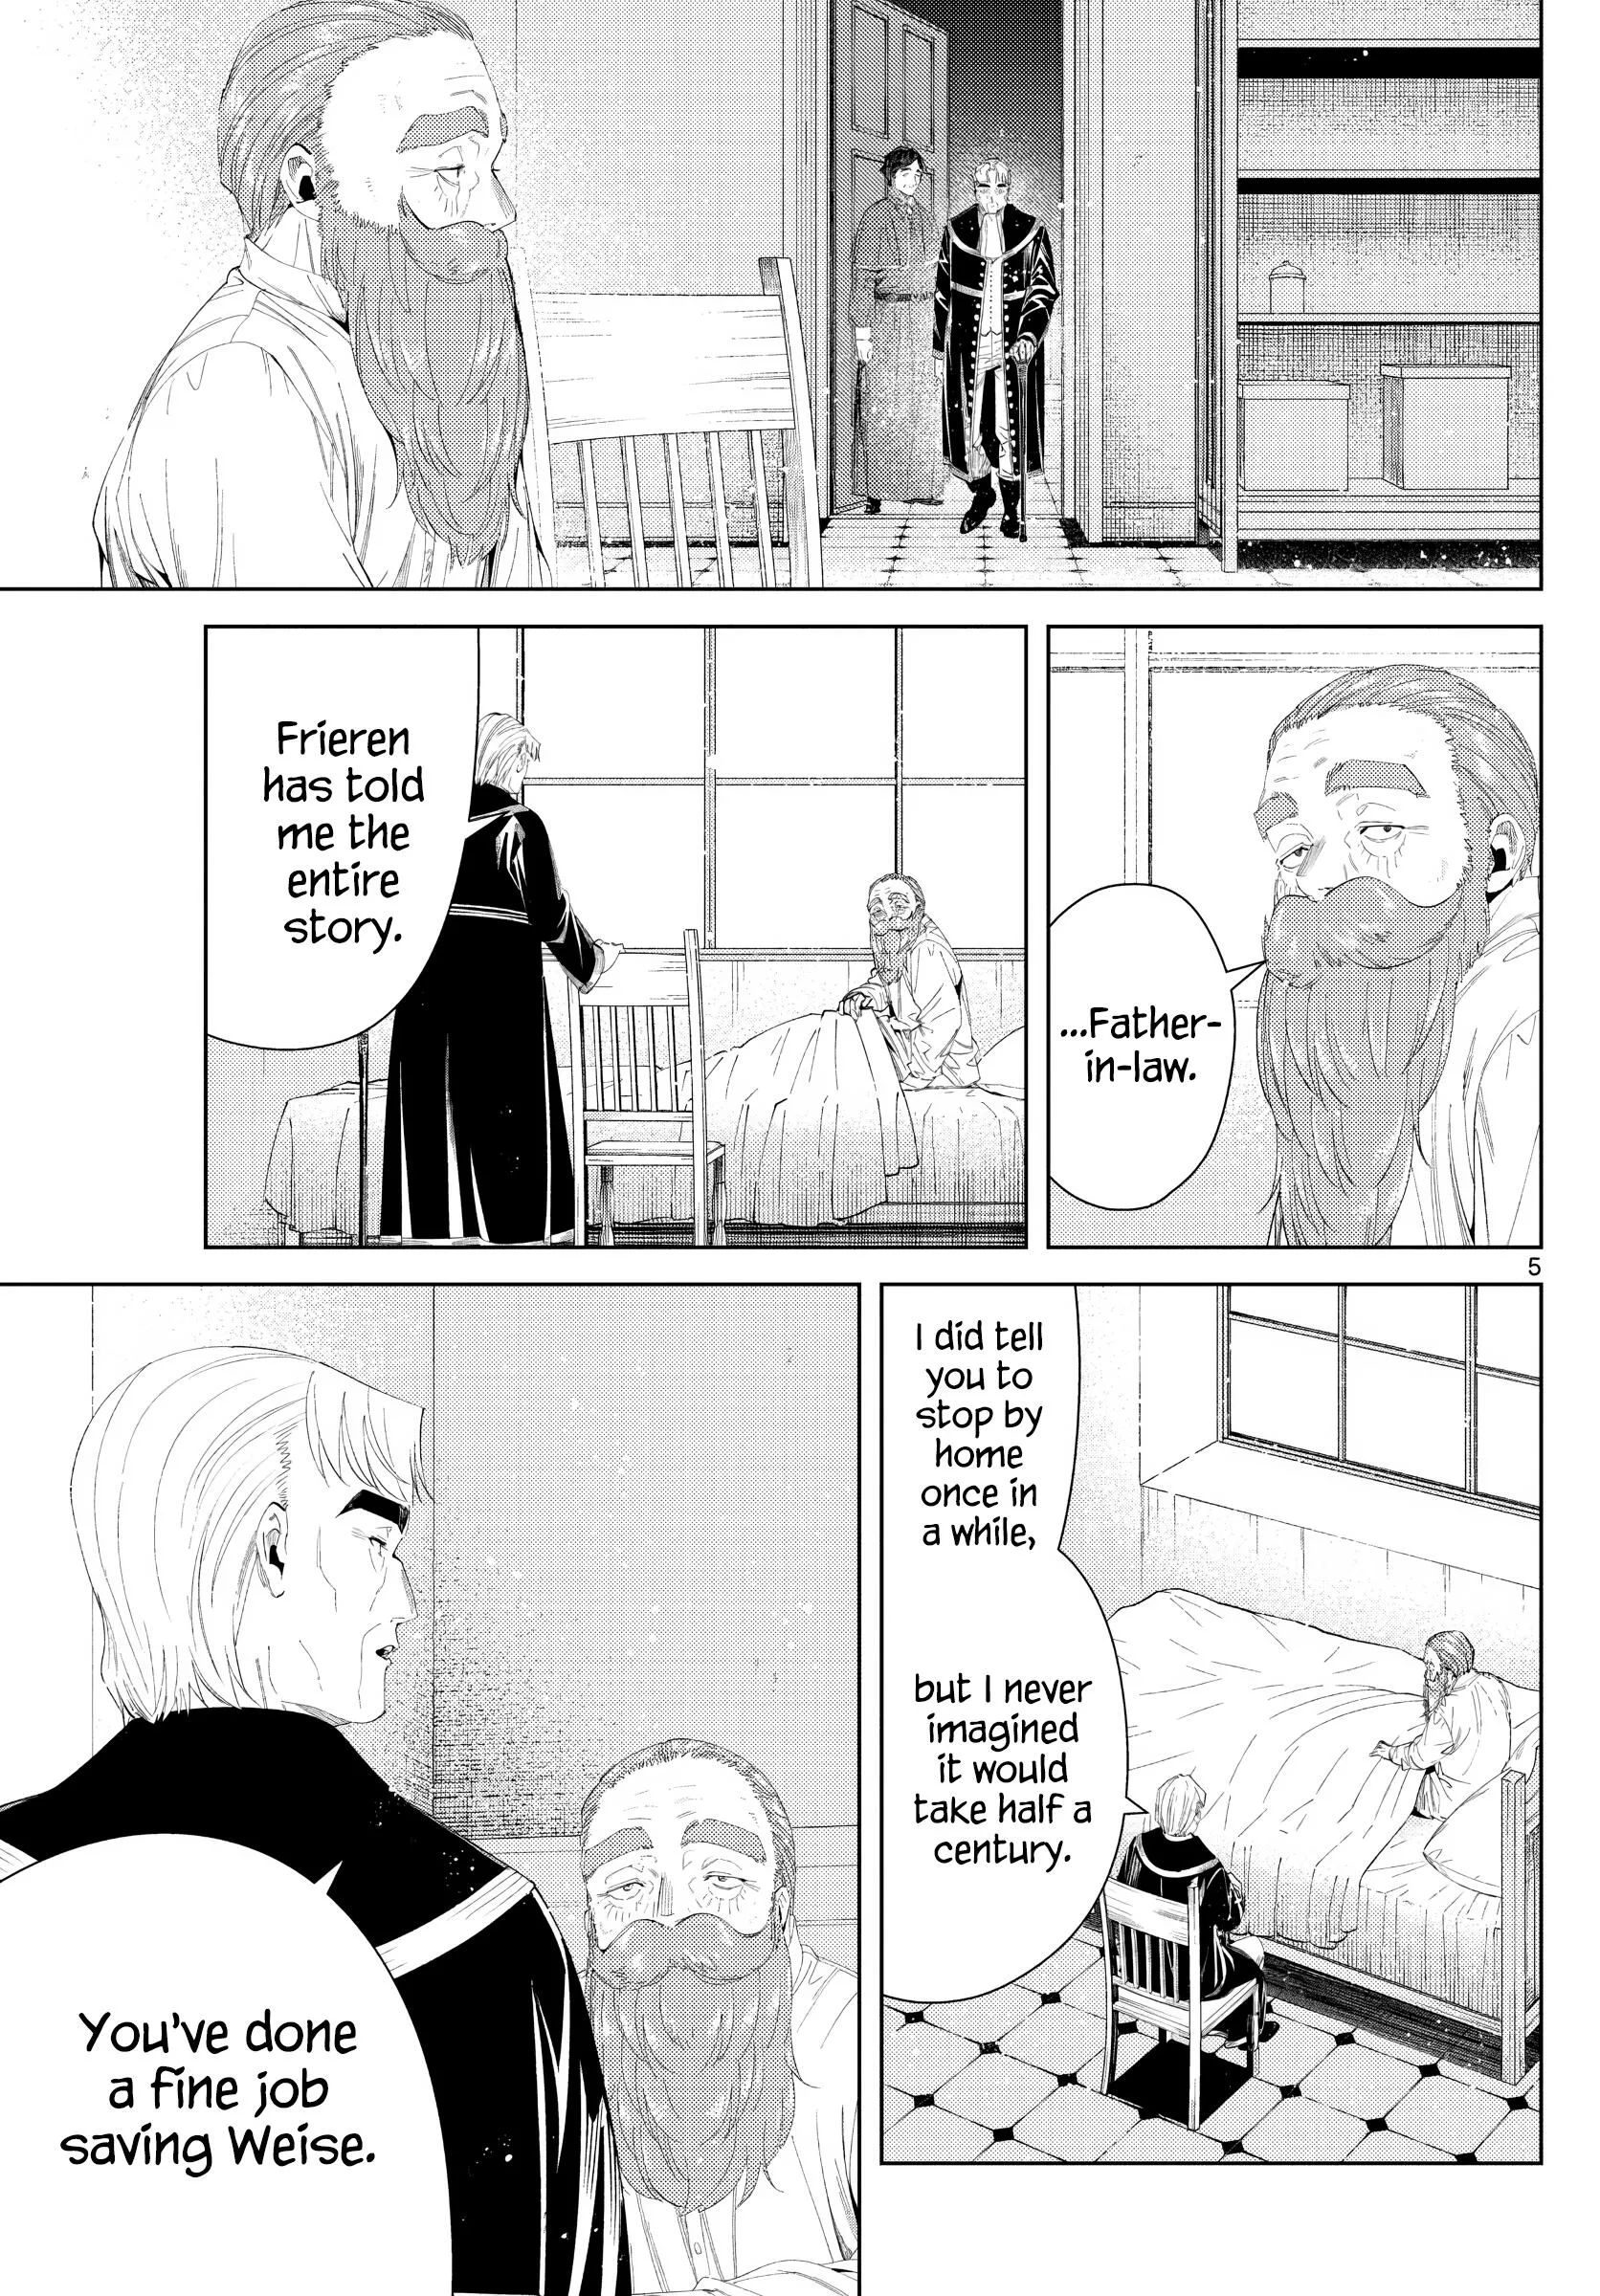 ...Father-
in-law.
Frieren
has told
me the
entire
story.
5
I did tell
you to
stop by
home
once in
a while,
but I never
imagined
it would
take half a
century.
You've done
a fine job
saving Weise.